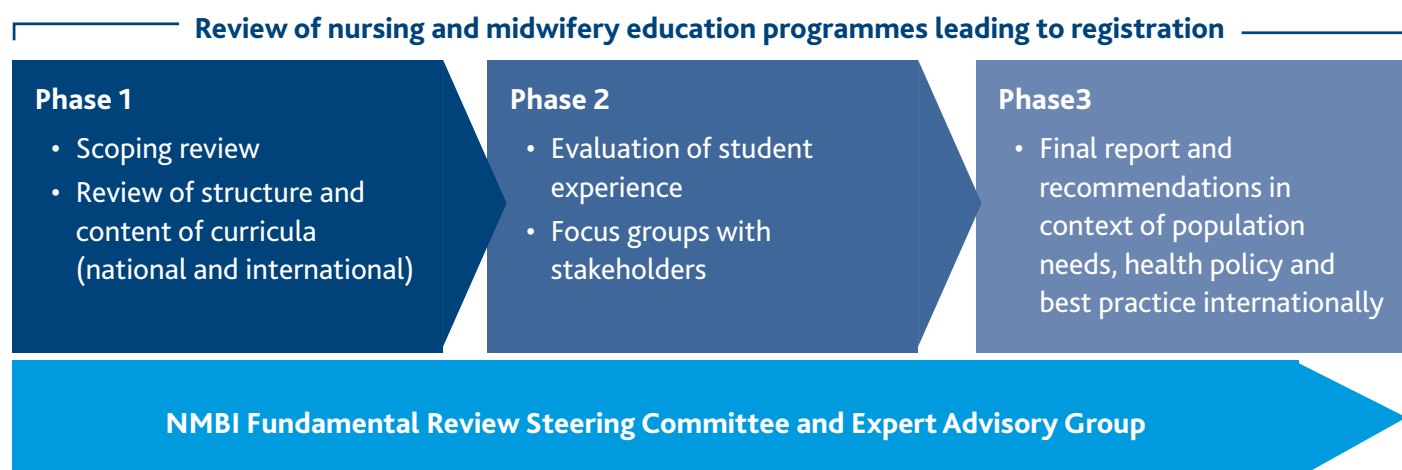 Review of nursing and midwifery education programmes leading to registration
Phase 1
• Scoping review
• Review of structure and
content of curricula
(national and international)
Phase 2
• Evaluation of student
experience
• Focus groups with
stakeholders
Phase3
• Final report and
recommendations in
context of population
needs, health policy and
best practice internationally
NMBI Fundamental Review Steering Committee and Expert Advisory Group